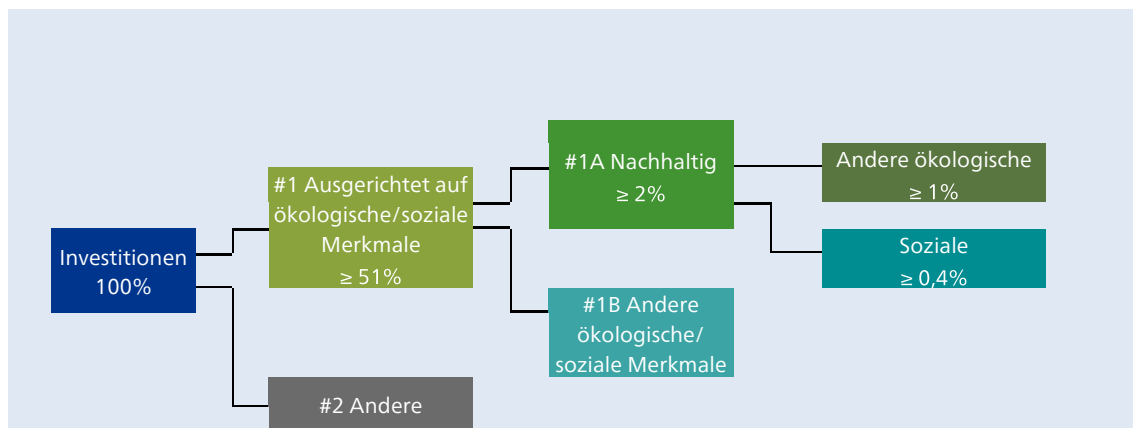 Investitionen
100%
#1 Ausgerichtet auf
ökologische/soziale
Merkmale
≥ 51%
#2 Andere
#1A Nachhaltig
≥ 2%
#1B Andere
ökologische/
soziale Merkmale
Andere ökologische
≥ 1%
Soziale
≥ 0,4%